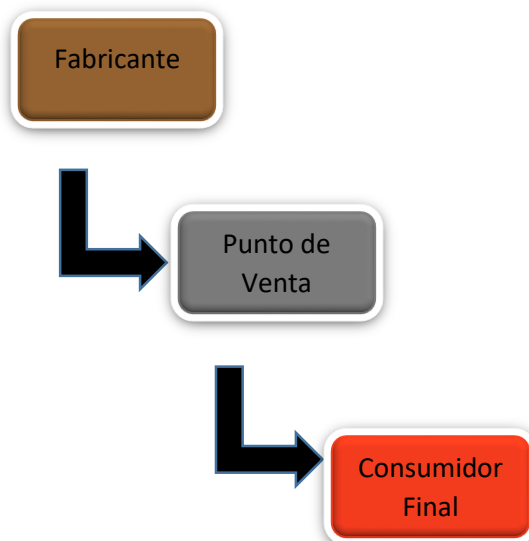 Fabricante
Punto de
Venta
Consumidor
Final